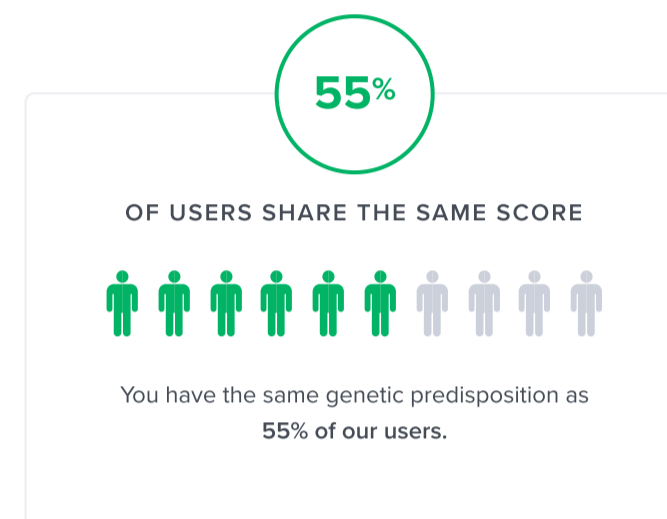 55%
OF USERS SHARE THE SAME SCORE
You have the same genetic predisposition as
55% of our users.